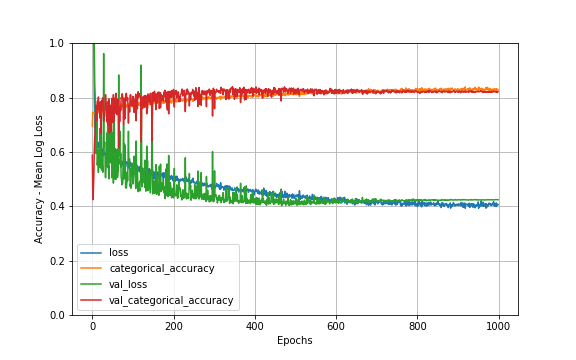 1.0
0.8
0.6
0.4
0.2
0.0
Accuracy - Mean Log Loss
loss
categorical_accuracy
val_loss
val_categorical_accuracy
0 200 400 600 800 1000
Epochs